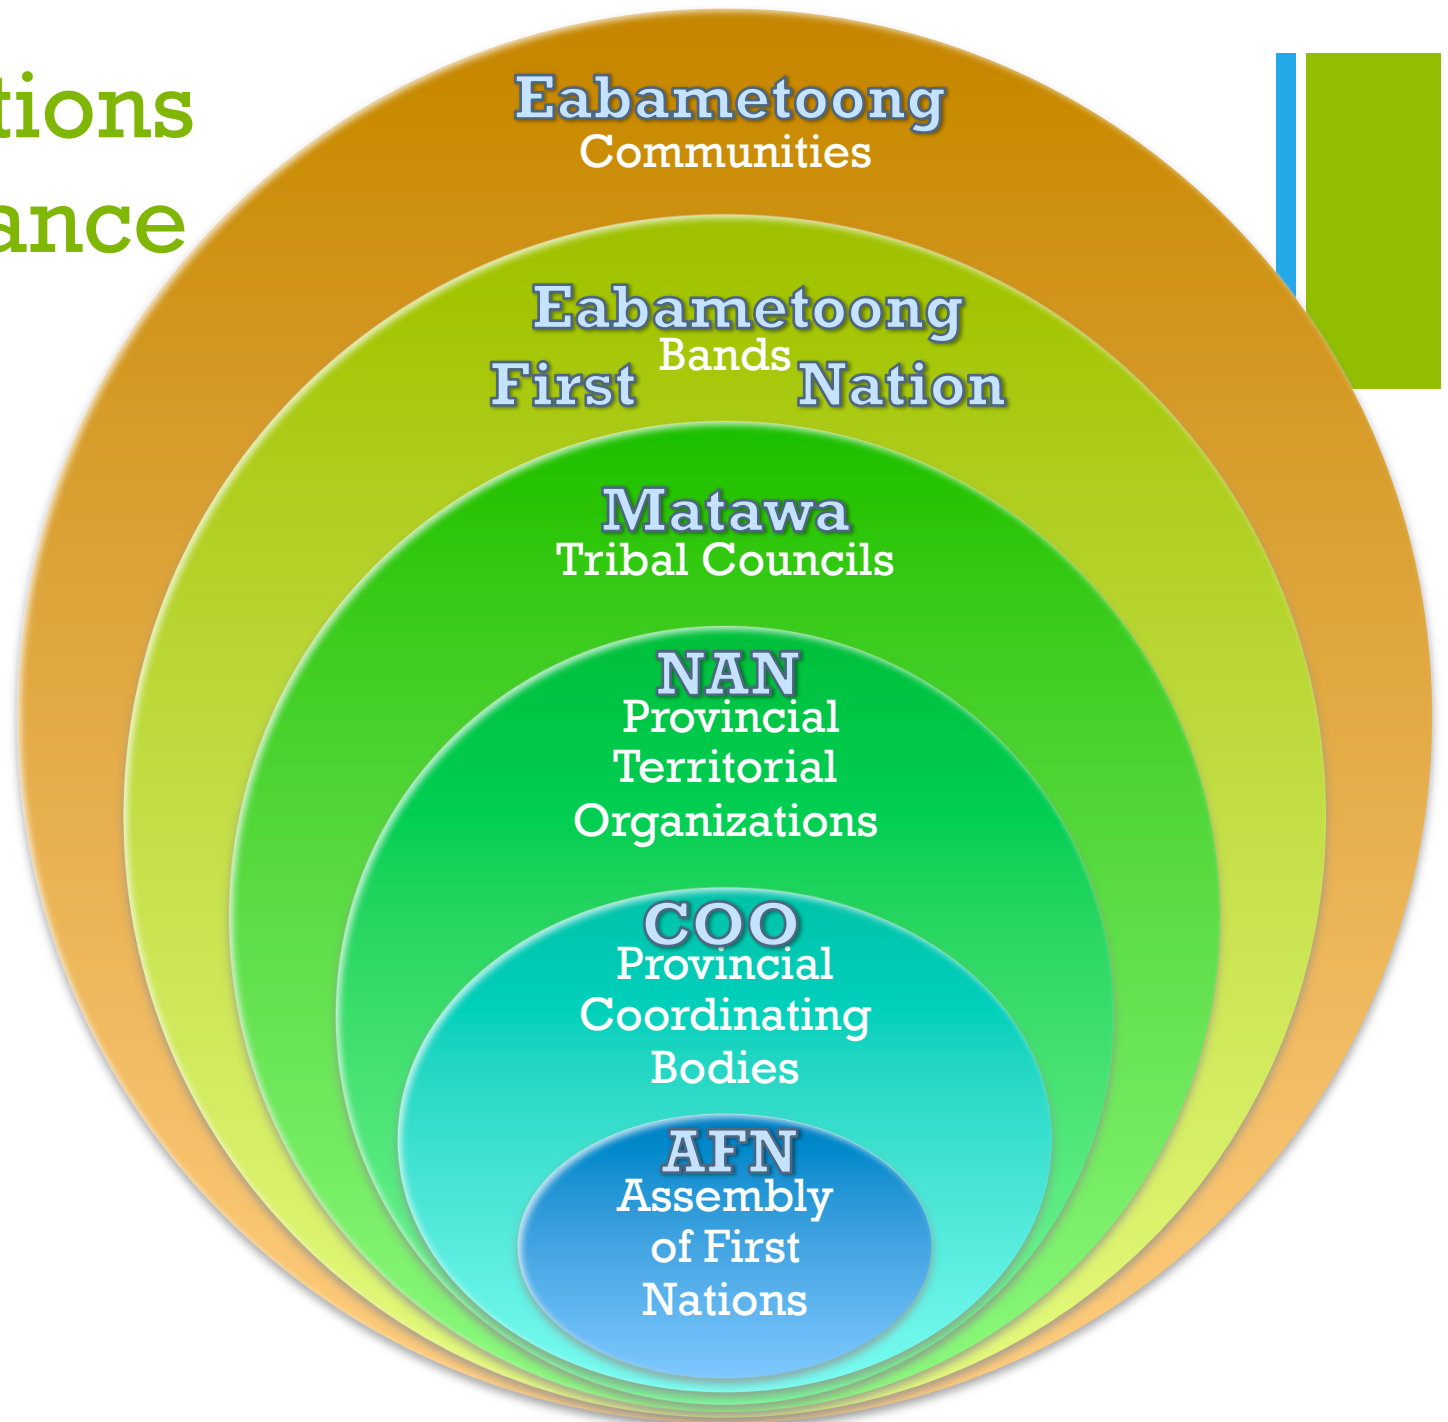 tions
ance
Eabametoong
Communities
Eabametoong
Bands
First Nation
Matawa
Tribal Councils
NAN
Provincial
Territorial
Organizations
COO
Provincial
Coordinating
Bodies
AFN
Assembly
of First
Nations